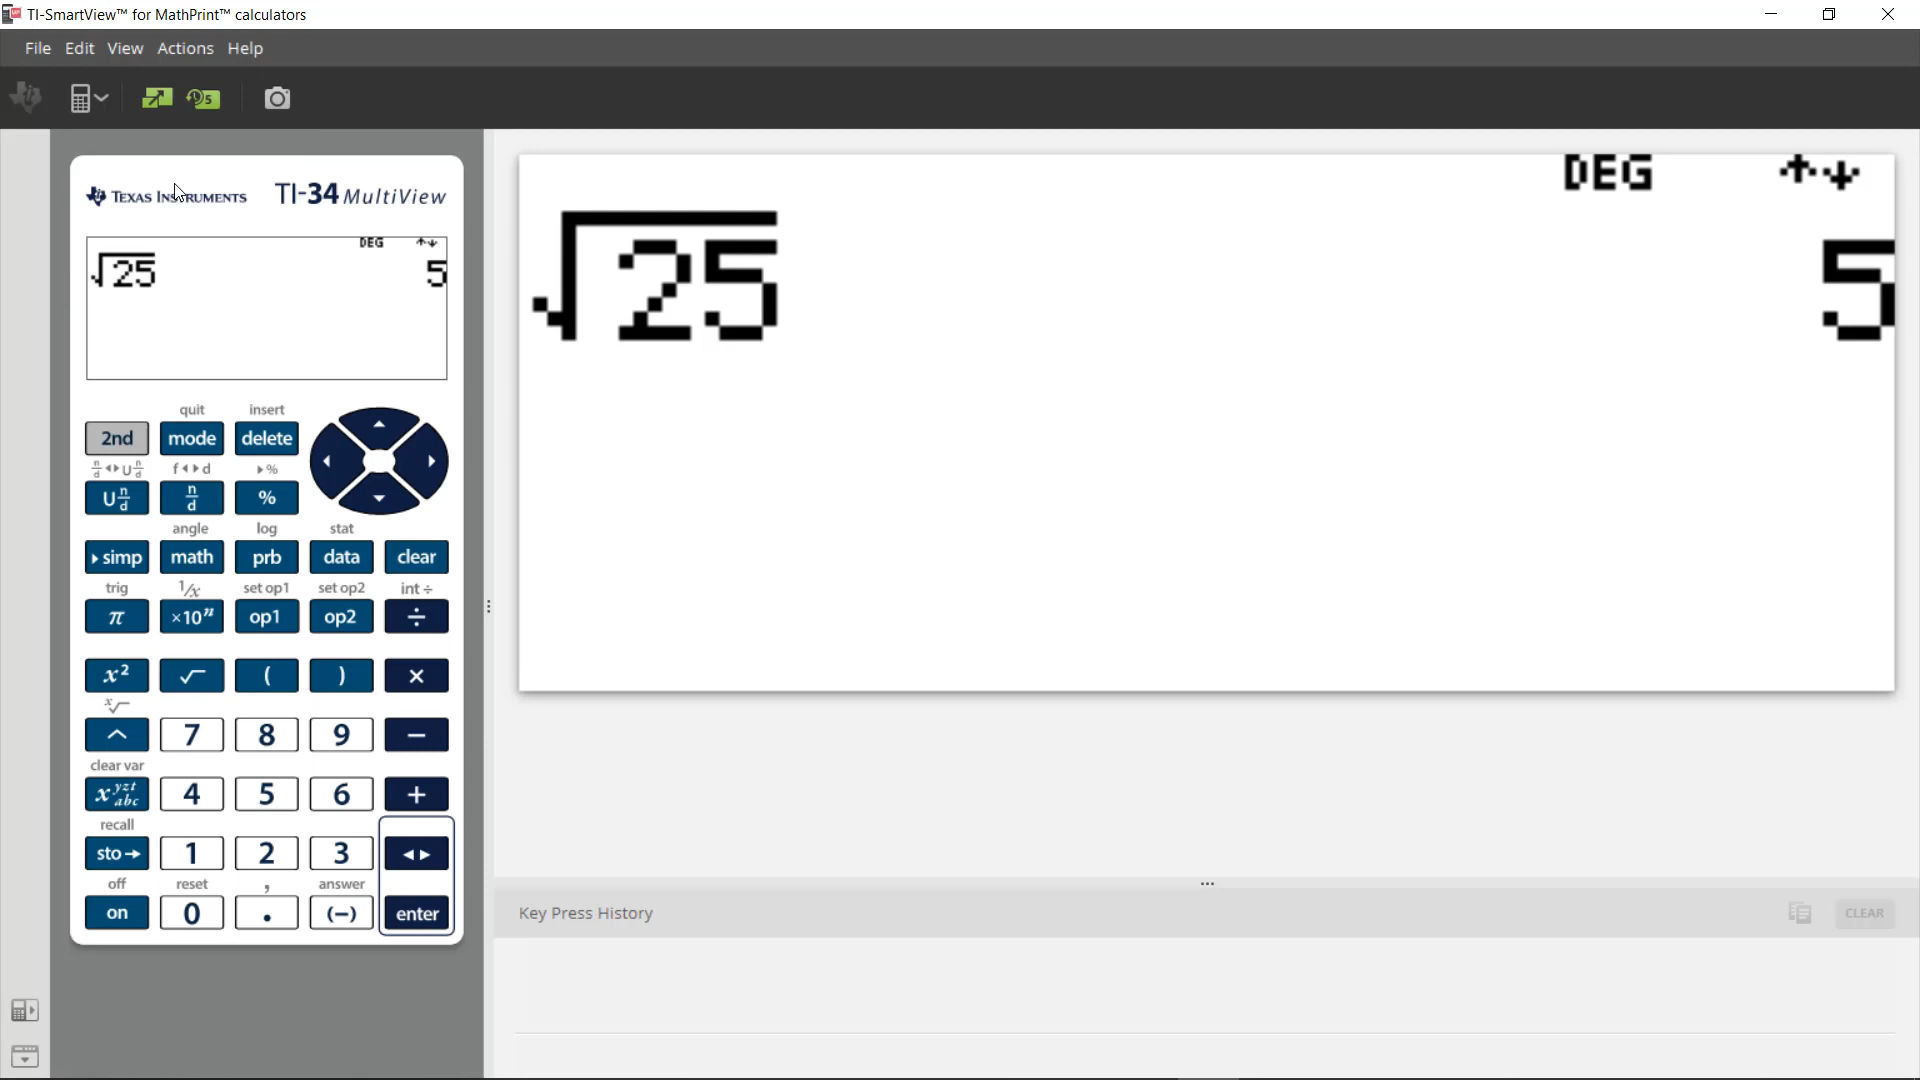 TI-SmartView™ for MathPrint™ calculators
File Edit View Actions Help
TEXAS INSTRUMENTS TI-34 MultiView
DEG
√25 5
DEG
√25 5
quit insert
2nd mode delete
n/d ◂▸ U n/d f◂▸d ▸%
U n/d n/d %
angle log stat
▸simp math prb data clear
trig 1/x set op1 set op2 int ÷
π ×10ⁿ op1 op2 ÷
x² √ ( ) ×
ˣ√
^ 7 8 9 −
clear var
x yzt abc 4 5 6 +
recall
sto→ 1 2 3 ◂▸
off reset , answer
on 0 . (−) enter
Key Press History
CLEAR